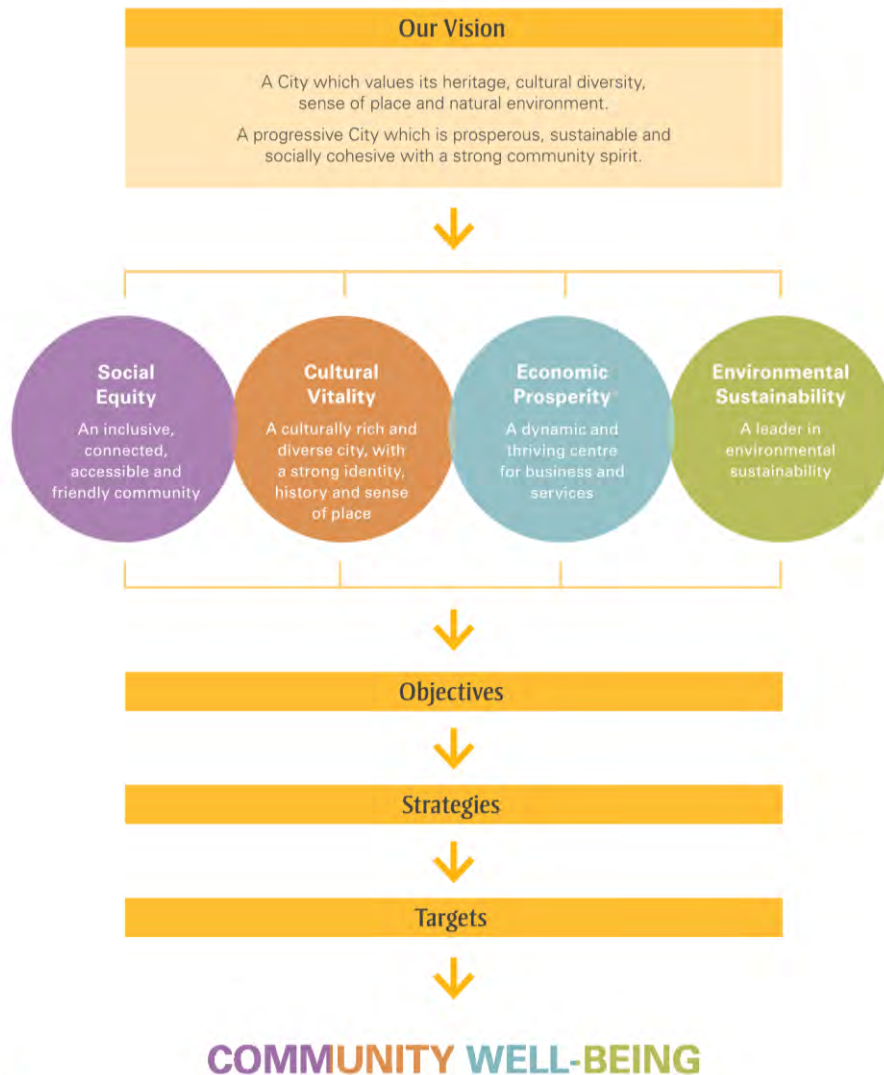 Our Vision
A City which values its heritage, cultural diversity,
sense of place and natural environment.
A progressive City which is prosperous, sustainable and
socially cohesive with a strong community spirit.
Social
Equity
An inclusive,
connected,
accessible and
friendly community
Cultural
Vitality
A culturally rich and
diverse city, with
a strong identity,
history and sense
of place
Economic
Prosperity
A dynamic and
thriving centre
for business and
services
Environmental
Sustainability
A leader in
environmental
sustainability
Objectives
Strategies
Targets
COMMUNITY WELL-BEING